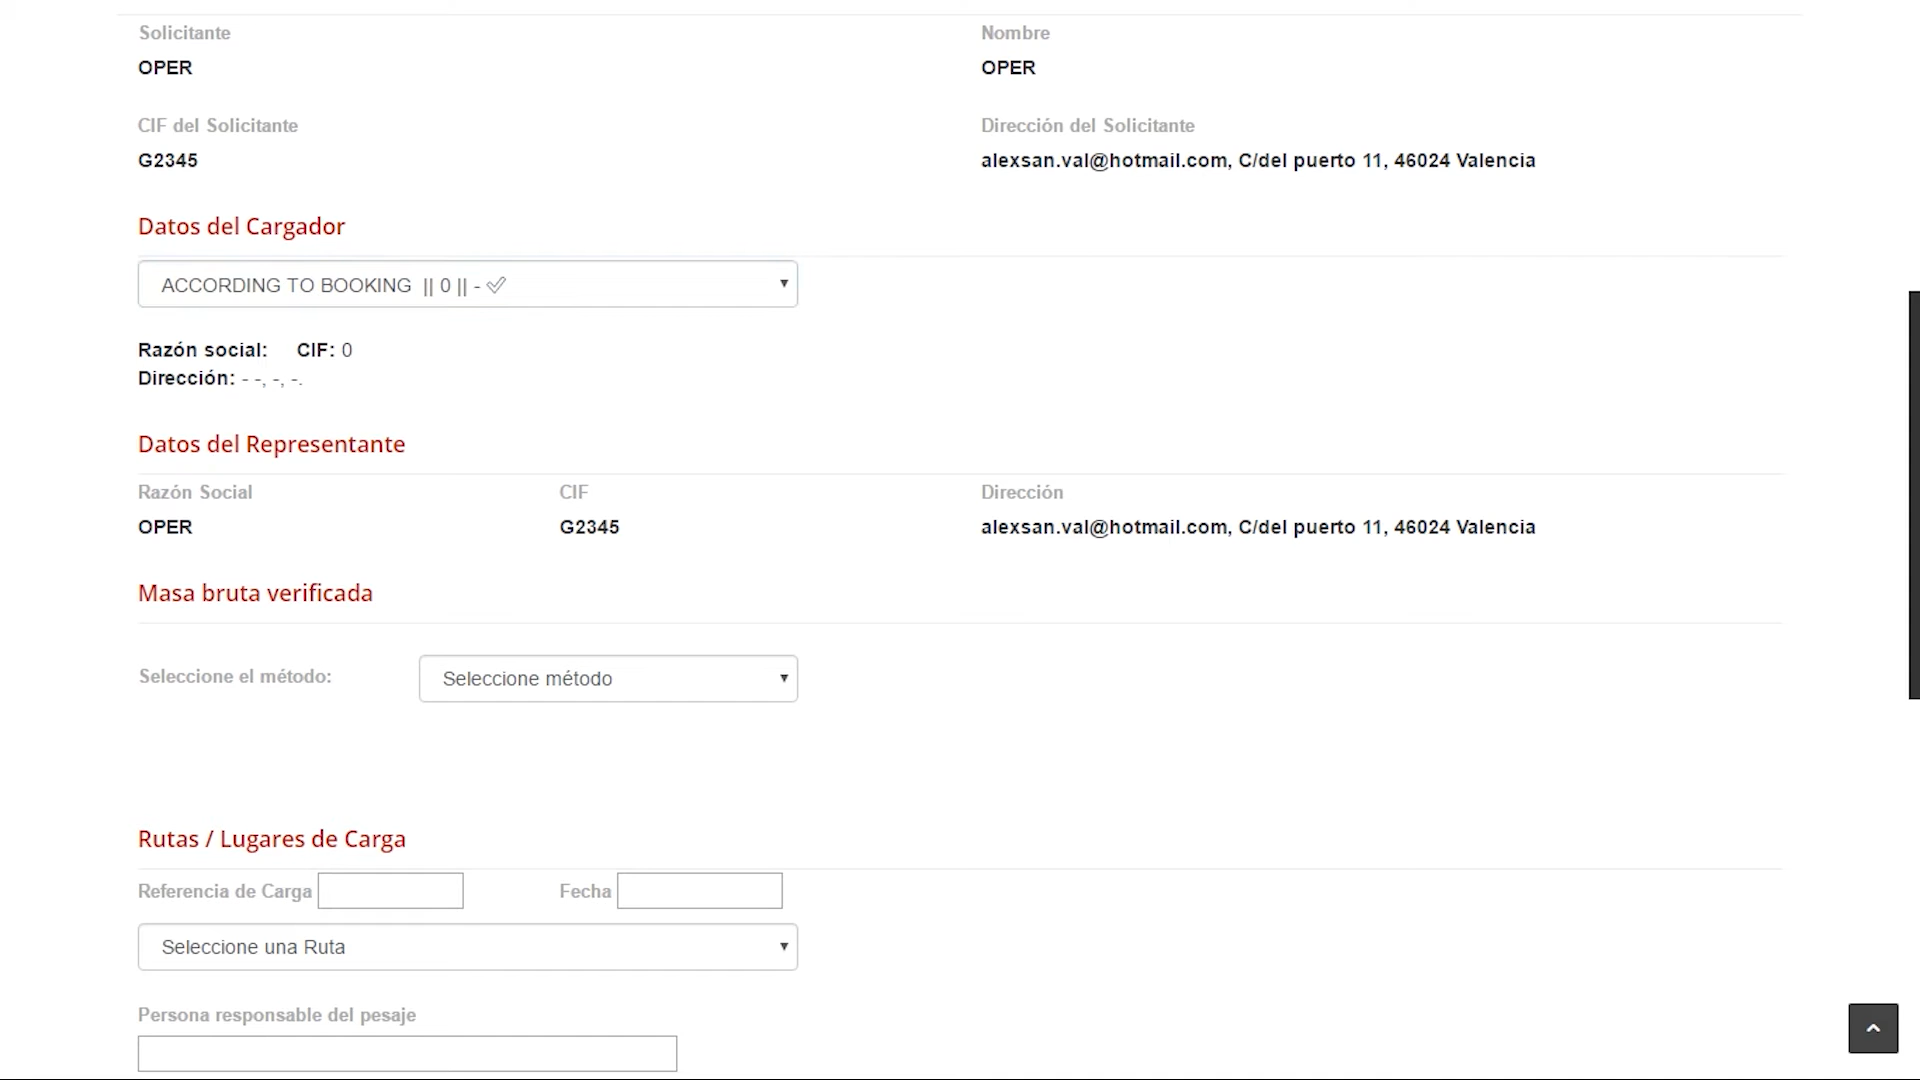 Solicitante Nombre
OPER OPER
CIF del Solicitante Dirección del Solicitante
G2345 alexsan.val@hotmail.com, C/del puerto 11, 46024 Valencia
Datos del Cargador
ACCORDING TO BOOKING || 0 || - ✅
Razón social: CIF: 0
Dirección: - -, -, -.
Datos del Representante
Razón Social CIF Dirección
OPER G2345 alexsan.val@hotmail.com, C/del puerto 11, 46024 Valencia
Masa bruta verificada
Seleccione el método: Seleccione método
Rutas / Lugares de Carga
Referencia de Carga Fecha
Seleccione una Ruta
Persona responsable del pesaje